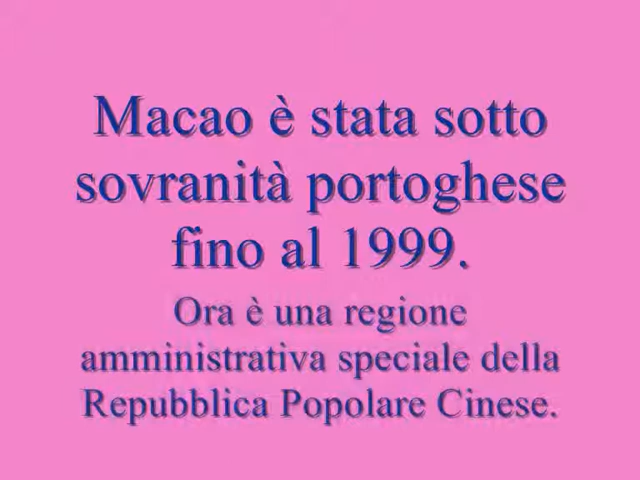 Macao è stata sotto
sovranità portoghese
fino al 1999.
Ora è una regione
amministrativa speciale della
Repubblica Popolare Cinese.